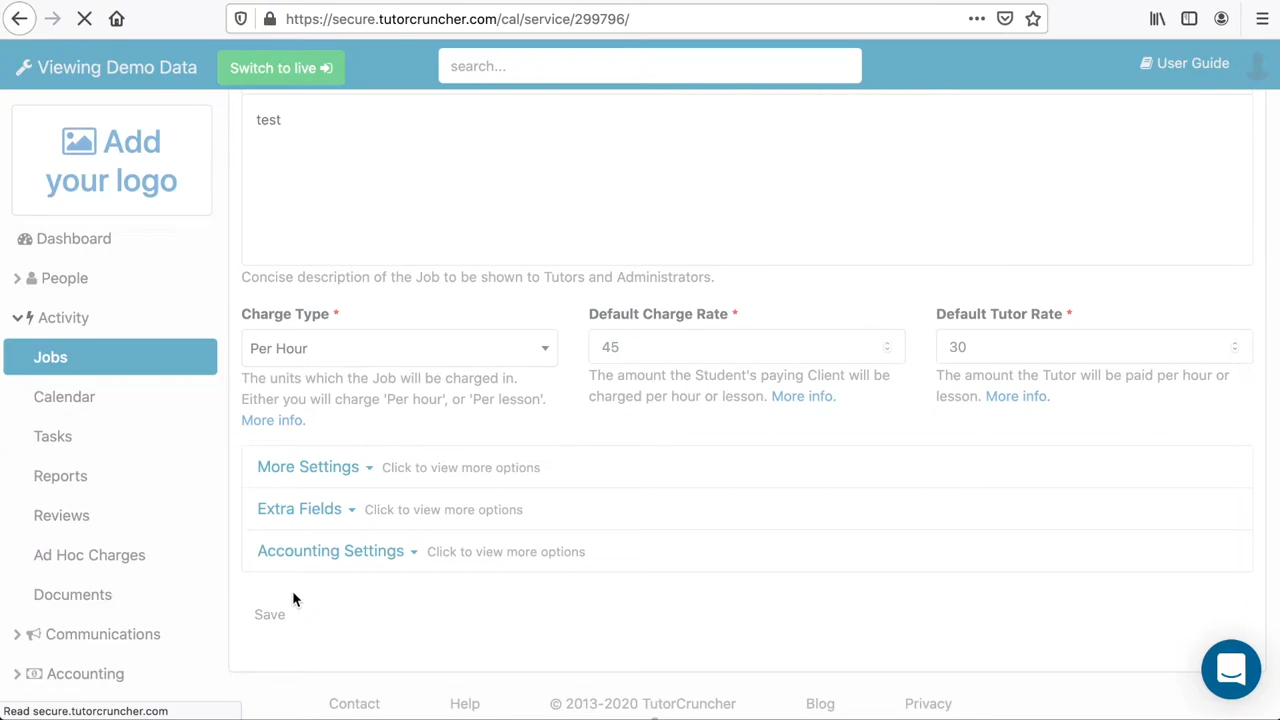 https://secure.tutorcruncher.com/cal/service/299796/
Viewing Demo Data
Switch to live
search...
User Guide
Add
your logo
Dashboard
People
Activity
Jobs
Calendar
Tasks
Reports
Reviews
Ad Hoc Charges
Documents
Communications
Accounting
test
Concise description of the Job to be shown to Tutors and Administrators.
Charge Type *
Per Hour
The units which the Job will be charged in.
Either you will charge 'Per hour', or 'Per lesson'.
More info.
Default Charge Rate *
45
The amount the Student's paying Client will be
charged per hour or lesson. More info.
Default Tutor Rate *
30
The amount the Tutor will be paid per hour or
lesson. More info.
More Settings Click to view more options
Extra Fields Click to view more options
Accounting Settings Click to view more options
Save
Contact Help © 2013-2020 TutorCruncher Blog Privacy
Read secure.tutorcruncher.com